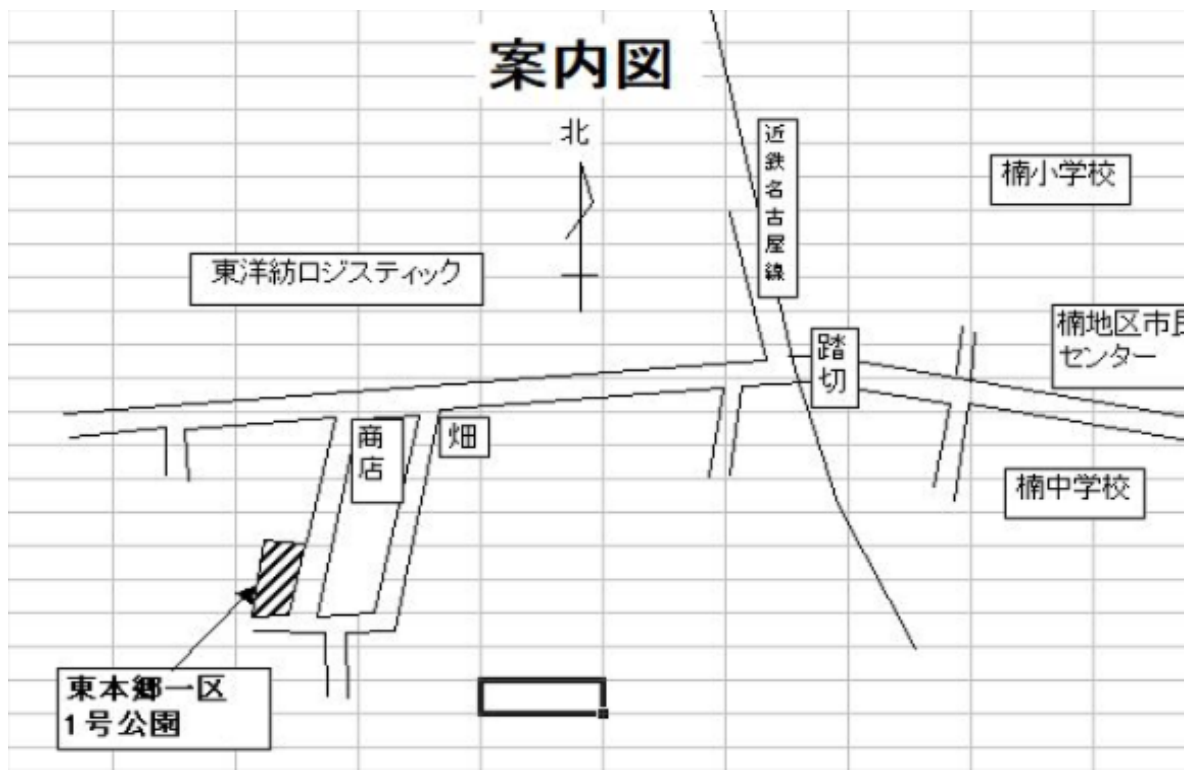 案内図
北
近鉄名古屋線
楠小学校
東洋紡ロジスティック
楠地区市民
センター
踏切
商店
畑
楠中学校
東本郷一区
1号公園